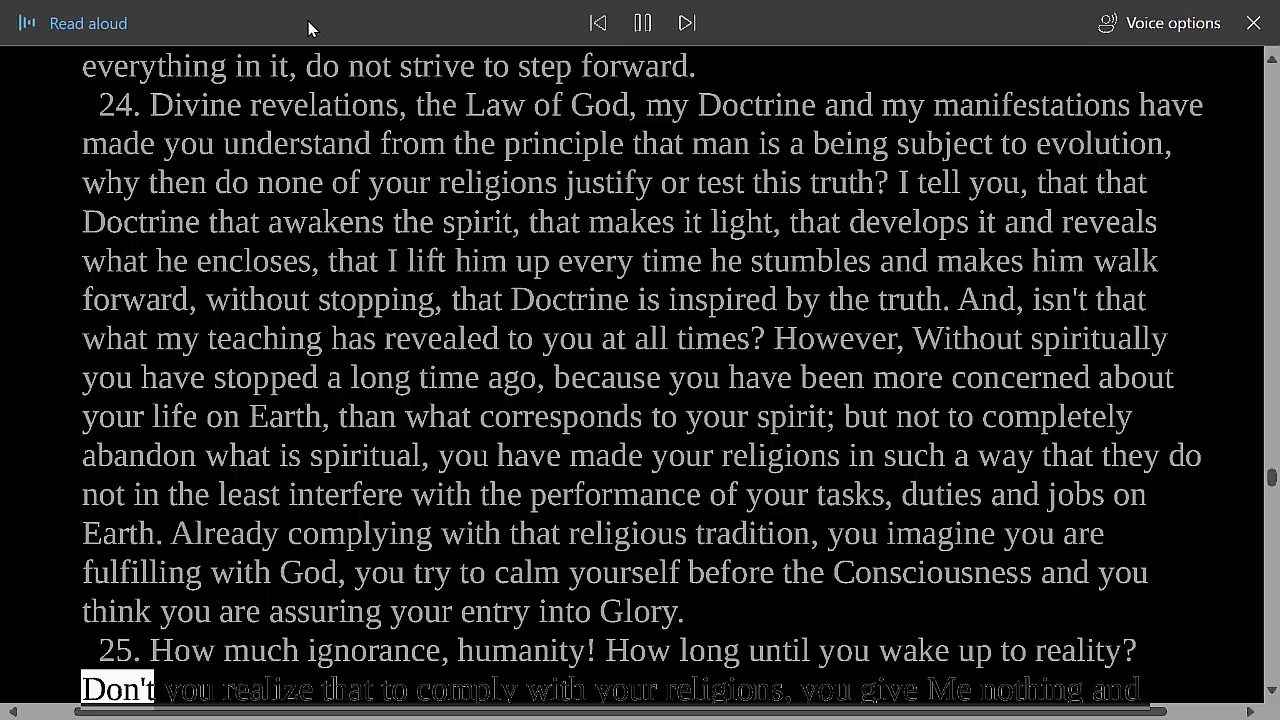 Read aloud
Voice options
everything in it, do not strive to step forward.
24. Divine revelations, the Law of God, my Doctrine and my manifestations have
made you understand from the principle that man is a being subject to evolution,
why then do none of your religions justify or test this truth? I tell you, that that
Doctrine that awakens the spirit, that makes it light, that develops it and reveals
what he encloses, that I lift him up every time he stumbles and makes him walk
forward, without stopping, that Doctrine is inspired by the truth. And, isn't that
what my teaching has revealed to you at all times? However, Without spiritually
you have stopped a long time ago, because you have been more concerned about
your life on Earth, than what corresponds to your spirit; but not to completely
abandon what is spiritual, you have made your religions in such a way that they do
not in the least interfere with the performance of your tasks, duties and jobs on
Earth. Already complying with that religious tradition, you imagine you are
fulfilling with God, you try to calm yourself before the Consciousness and you
think you are assuring your entry into Glory.
25. How much ignorance, humanity! How long until you wake up to reality?
Don't you realize that to comply with your religions, you give Me nothing and